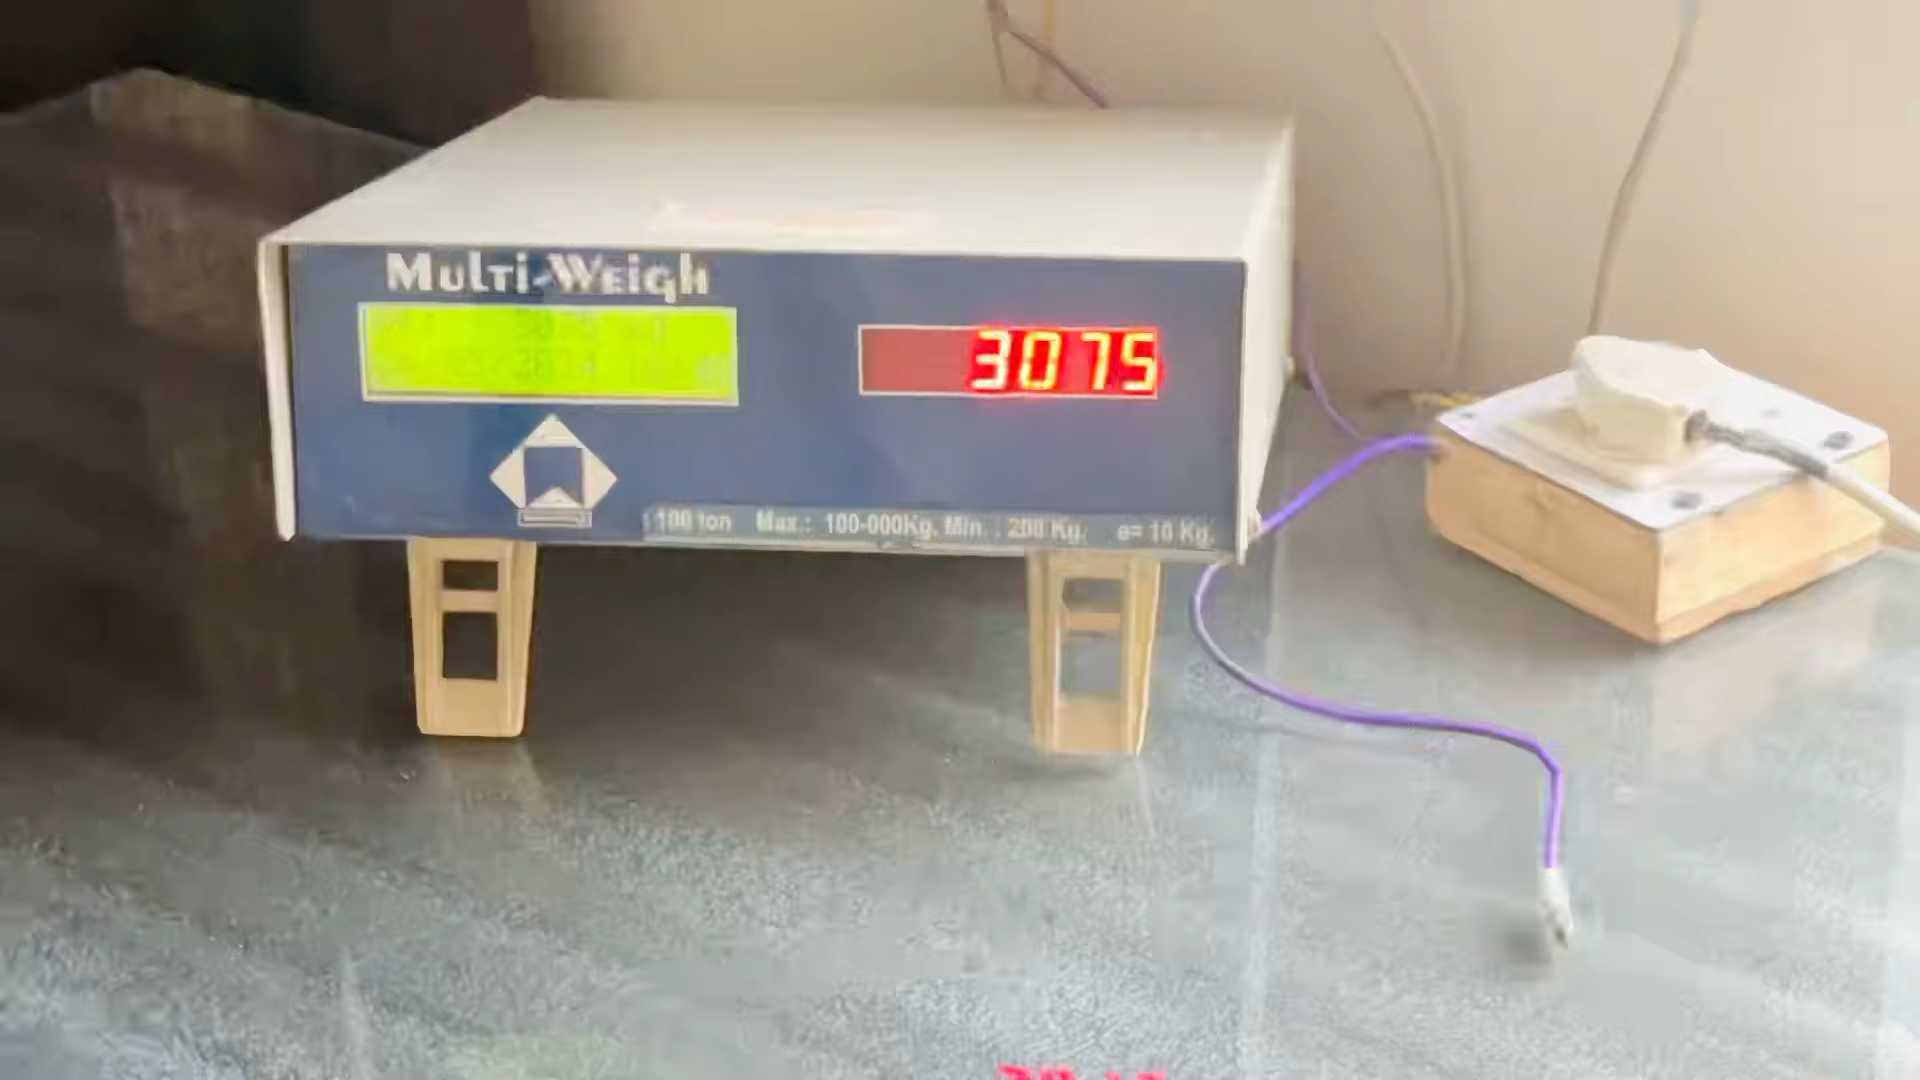 Multi-Weigh
3075
100 ton Max.: 100-000Kg. Min. : 200 Kg. e= 10 Kg.